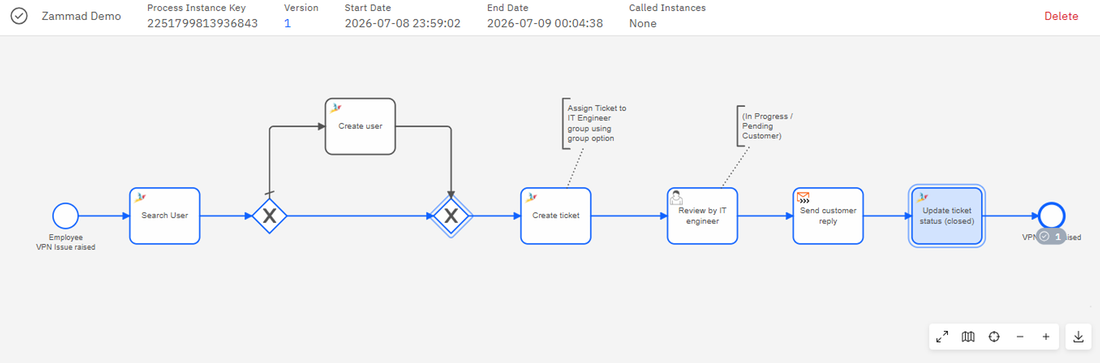 Zammad Demo
Process Instance Key
2251799813936843
Version
1
Start Date
2026-07-08 23:59:02
End Date
2026-07-09 00:04:38
Called Instances
None
Delete
Create user
Assign Ticket to
IT Engineer
group using
group option
(In Progress /
Pending
Customer)
Employee
VPN Issue raised
Search User
X
X
Create ticket
Review by IT
engineer
Send customer
reply
Update ticket
status (closed)
VPN
1